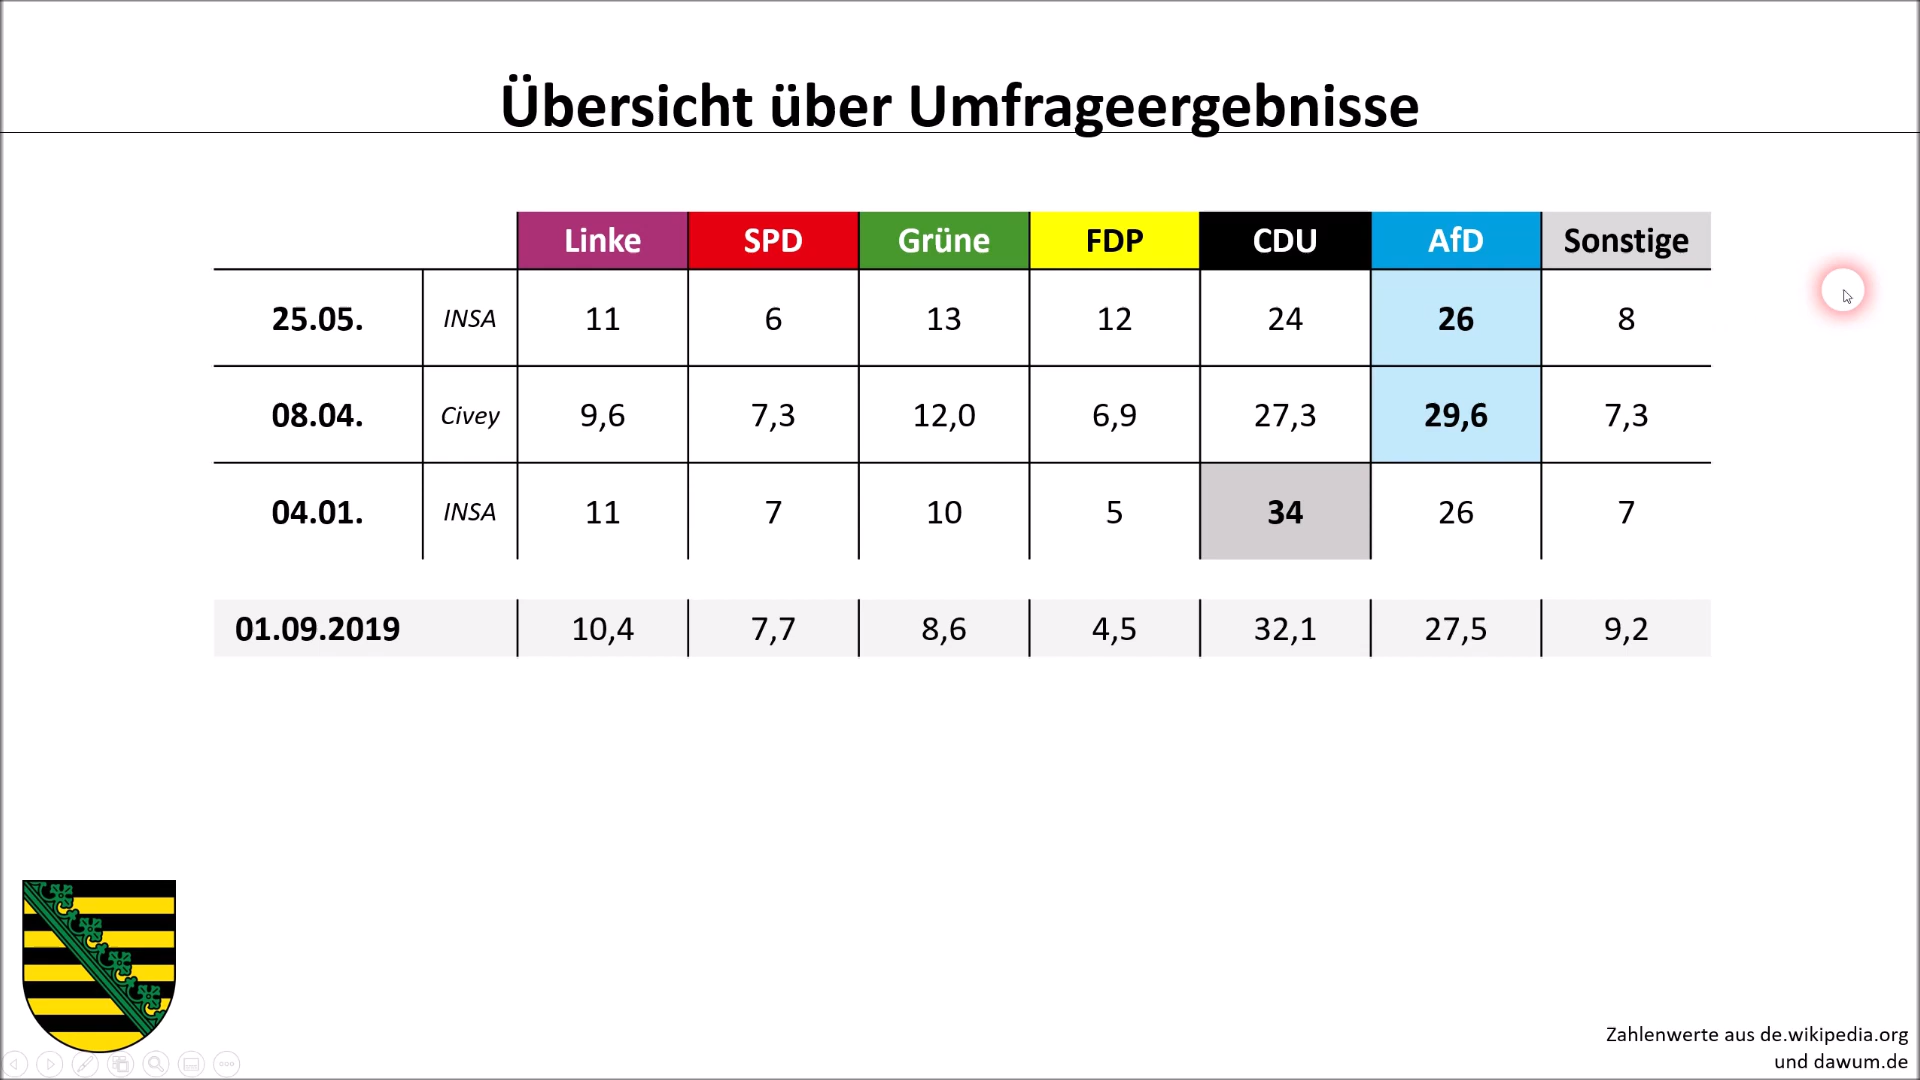 Übersicht über Umfrageergebnisse
Linke SPD Grüne FDP CDU AfD Sonstige
25.05. INSA 11 6 13 12 24 26 8
08.04. Civey 9,6 7,3 12,0 6,9 27,3 29,6 7,3
04.01. INSA 11 7 10 5 34 26 7
01.09.2019 10,4 7,7 8,6 4,5 32,1 27,5 9,2
Zahlenwerte aus de.wikipedia.org
und dawum.de